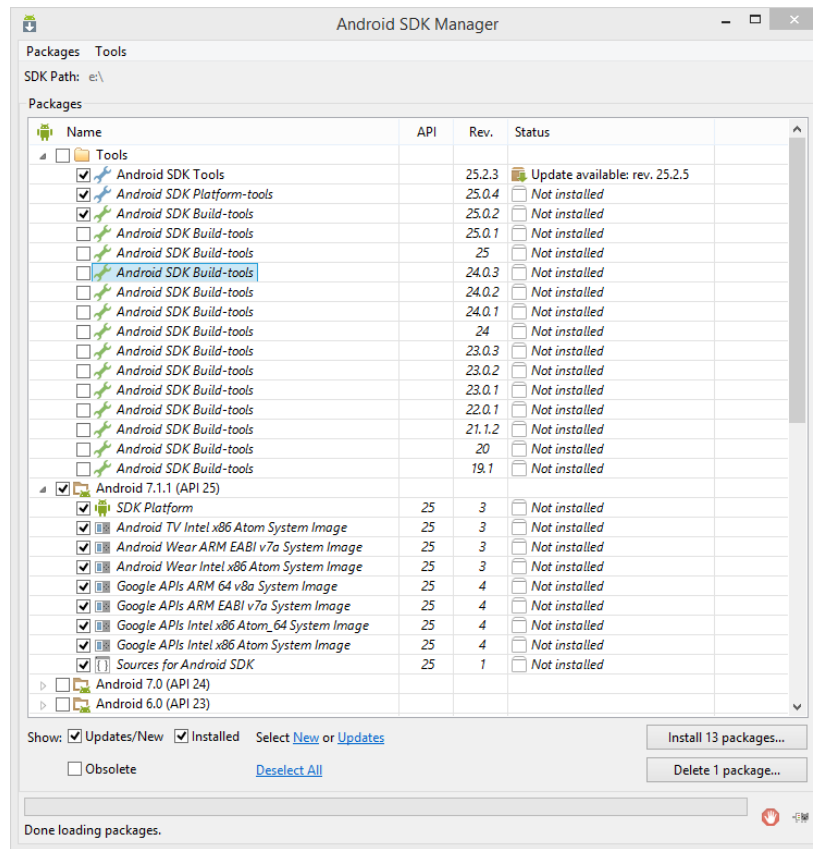 Android SDK Manager
Packages Tools
SDK Path: e:\
Packages
Name API Rev. Status
Tools
Android SDK Tools 25.2.3 Update available: rev. 25.2.5
Android SDK Platform-tools 25.0.4 Not installed
Android SDK Build-tools 25.0.2 Not installed
Android SDK Build-tools 25.0.1 Not installed
Android SDK Build-tools 25 Not installed
Android SDK Build-tools 24.0.3 Not installed
Android SDK Build-tools 24.0.2 Not installed
Android SDK Build-tools 24.0.1 Not installed
Android SDK Build-tools 24 Not installed
Android SDK Build-tools 23.0.3 Not installed
Android SDK Build-tools 23.0.2 Not installed
Android SDK Build-tools 23.0.1 Not installed
Android SDK Build-tools 22.0.1 Not installed
Android SDK Build-tools 21.1.2 Not installed
Android SDK Build-tools 20 Not installed
Android SDK Build-tools 19.1 Not installed
Android 7.1.1 (API 25)
SDK Platform 25 3 Not installed
Android TV Intel x86 Atom System Image 25 3 Not installed
Android Wear ARM EABI v7a System Image 25 3 Not installed
Android Wear Intel x86 Atom System Image 25 3 Not installed
Google APIs ARM 64 v8a System Image 25 4 Not installed
Google APIs ARM EABI v7a System Image 25 4 Not installed
Google APIs Intel x86 Atom_64 System Image 25 4 Not installed
Google APIs Intel x86 Atom System Image 25 4 Not installed
Sources for Android SDK 25 1 Not installed
Android 7.0 (API 24)
Android 6.0 (API 23)
Show: Updates/New Installed Select New or Updates Install 13 packages...
Obsolete Deselect All Delete 1 package...
Done loading packages.